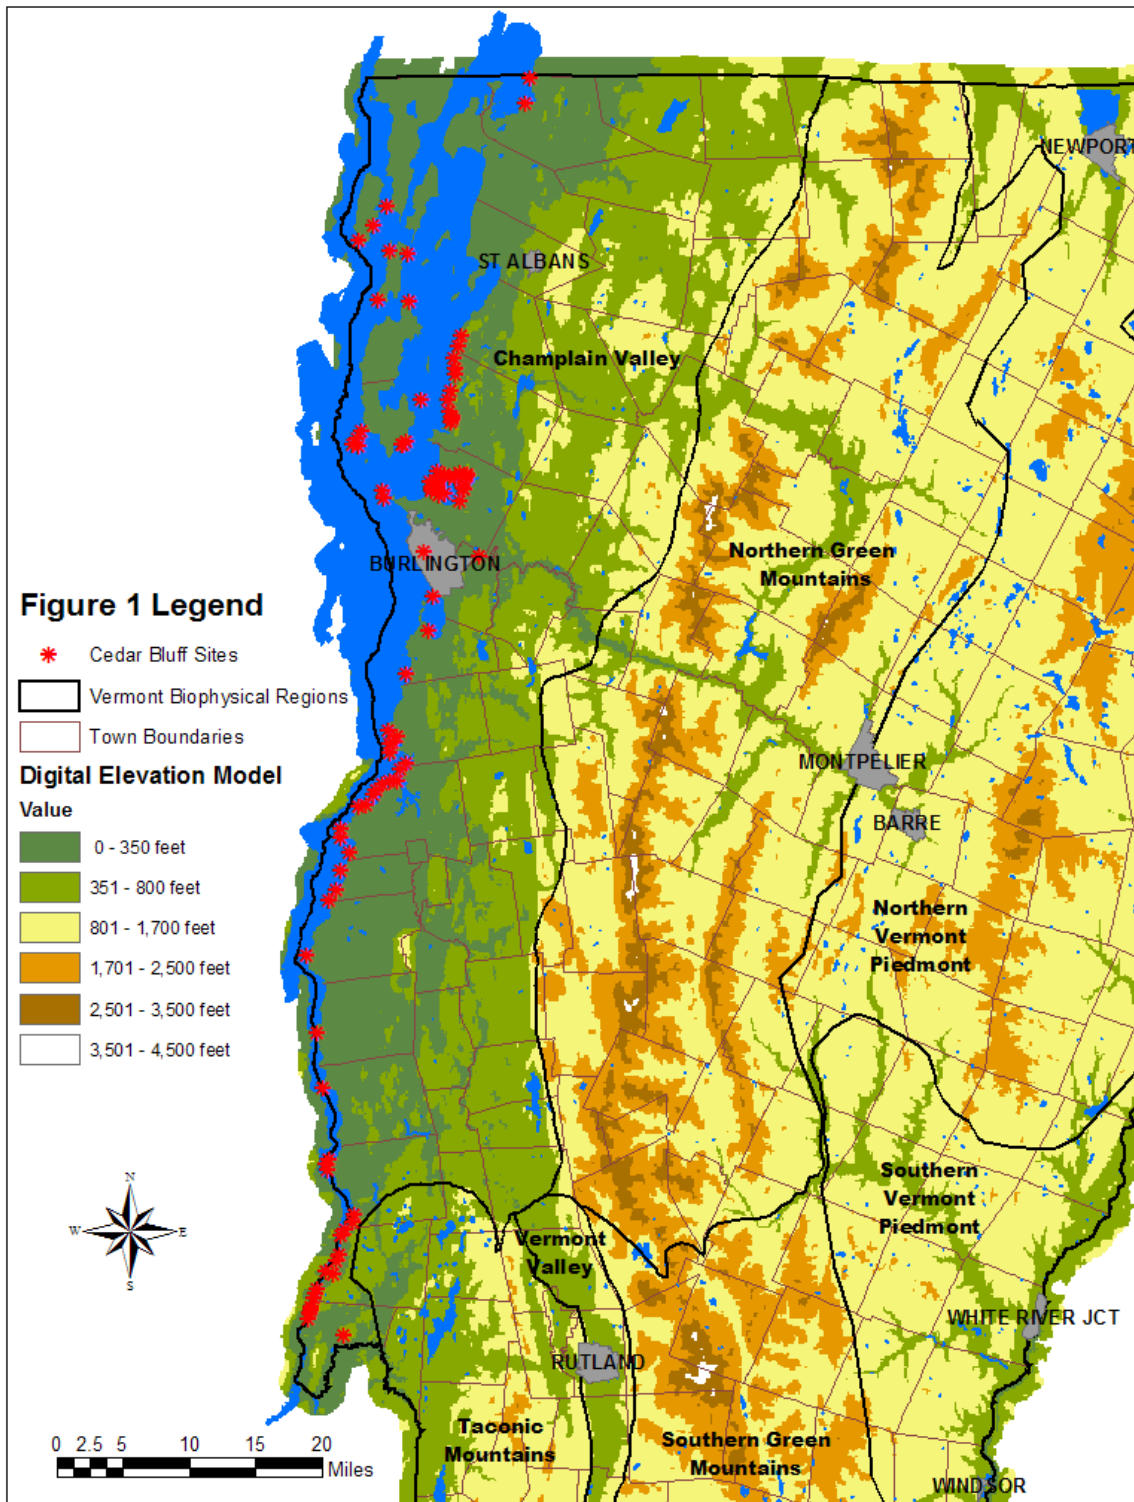 NEWPORT
ST ALBANS
Champlain Valley
Northern Green
Mountains
BURLINGTON
Figure 1 Legend
Cedar Bluff Sites
Vermont Biophysical Regions
Town Boundaries
Digital Elevation Model
Value
0 - 350 feet
351 - 800 feet
801 - 1,700 feet
1,701 - 2,500 feet
2,501 - 3,500 feet
3,501 - 4,500 feet
MONTPELIER
BARRE
Northern
Vermont
Piedmont
Southern
Vermont
Piedmont
N
W
E
S
Vermont
Valley
WHITE RIVER JCT
RUTLAND
Taconic
Mountains
Southern Green
Mountains
WINDSOR
0 2.5 5 10 15 20
Miles